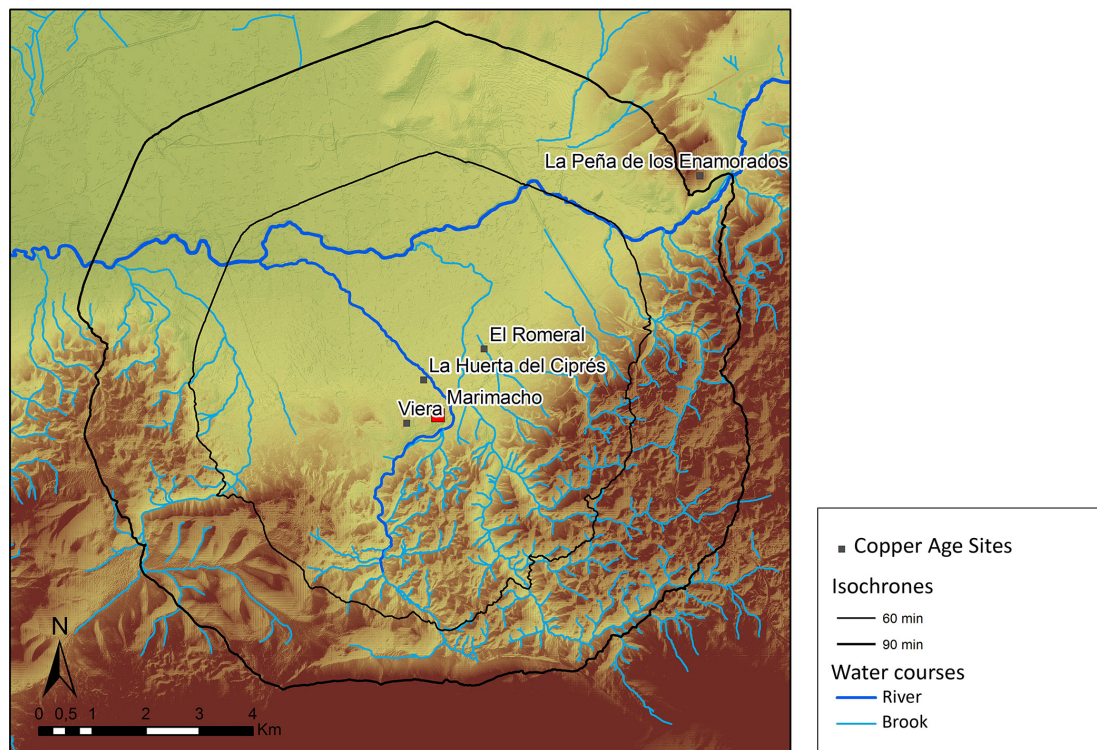 La Peña de los Enamorados
El Romeral
La Huerta del Ciprés
Marimacho
Viera
N
0 0,5 1 2 3 4
Km
Copper Age Sites
Isochrones
60 min
90 min
Water courses
River
Brook